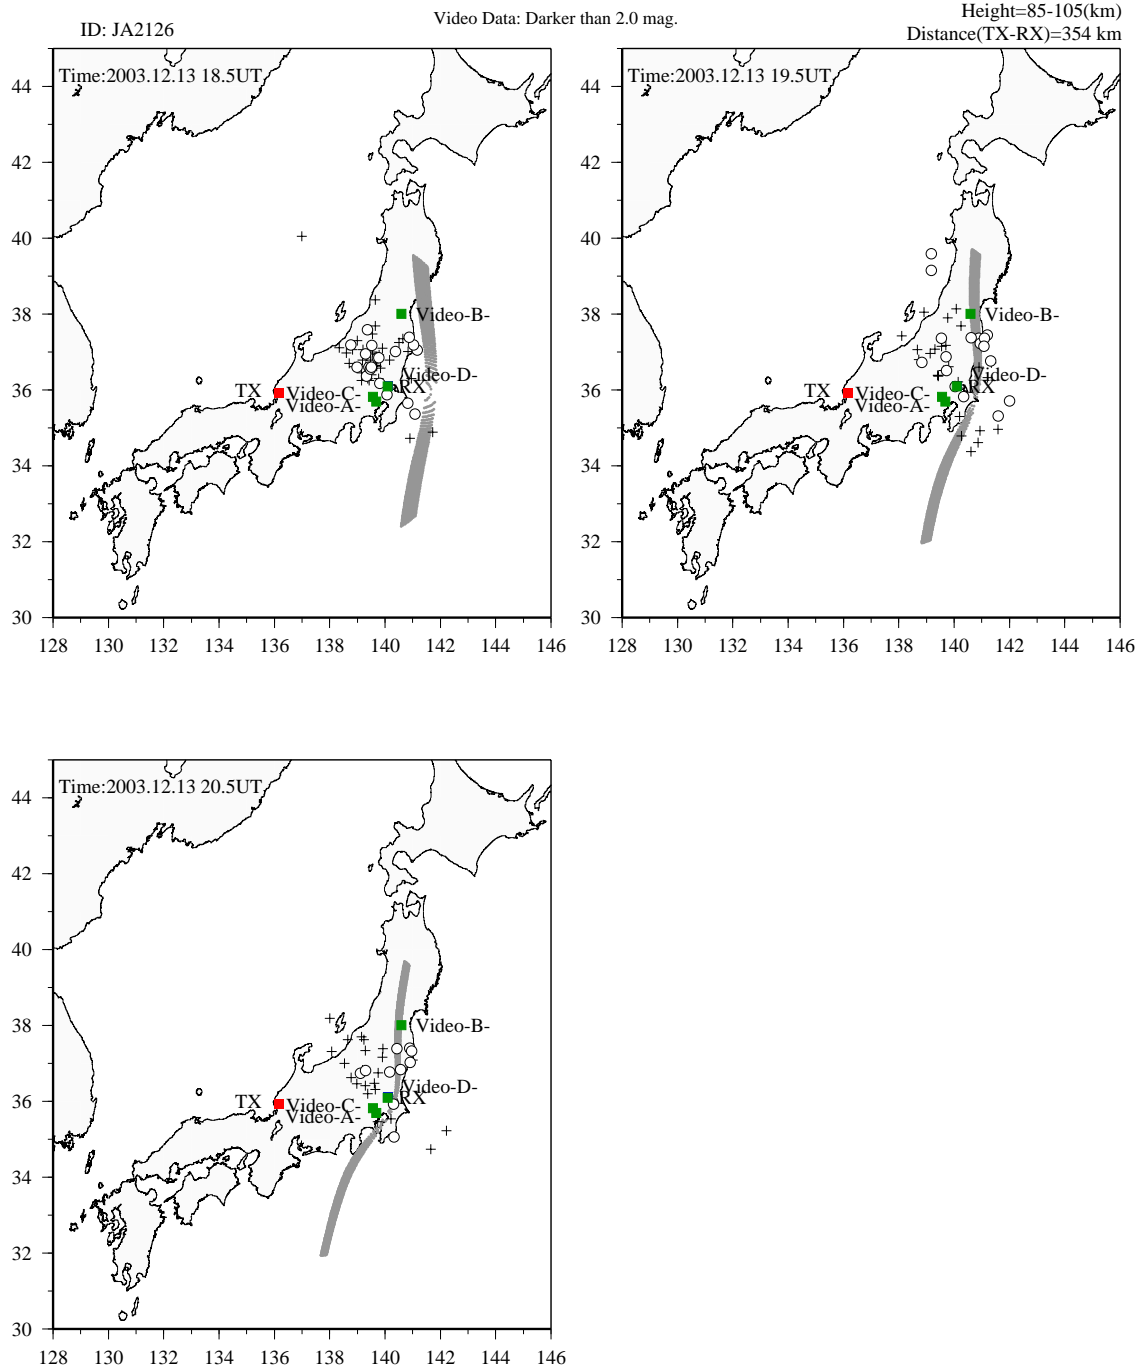 Video Data: Darker than 2.0 mag.
Height=85-105(km)
ID: JA2126
Distance(TX-RX)=354 km
Time:2003.12.13 18.5UT
44
42
40
38
36
34
32
30
Video-B-
Video-D-
TX
Video-C-
RX
Video-A-
128 130 132 134 136 138 140 142 144 146
Time:2003.12.13 19.5UT
44
42
40
38
36
34
32
30
Video-B-
Video-D-
TX
Video-C-
RX
Video-A-
128 130 132 134 136 138 140 142 144 146
Time:2003.12.13 20.5UT
44
42
40
38
36
34
32
30
Video-B-
Video-D-
TX
Video-C-
RX
Video-A-
128 130 132 134 136 138 140 142 144 146